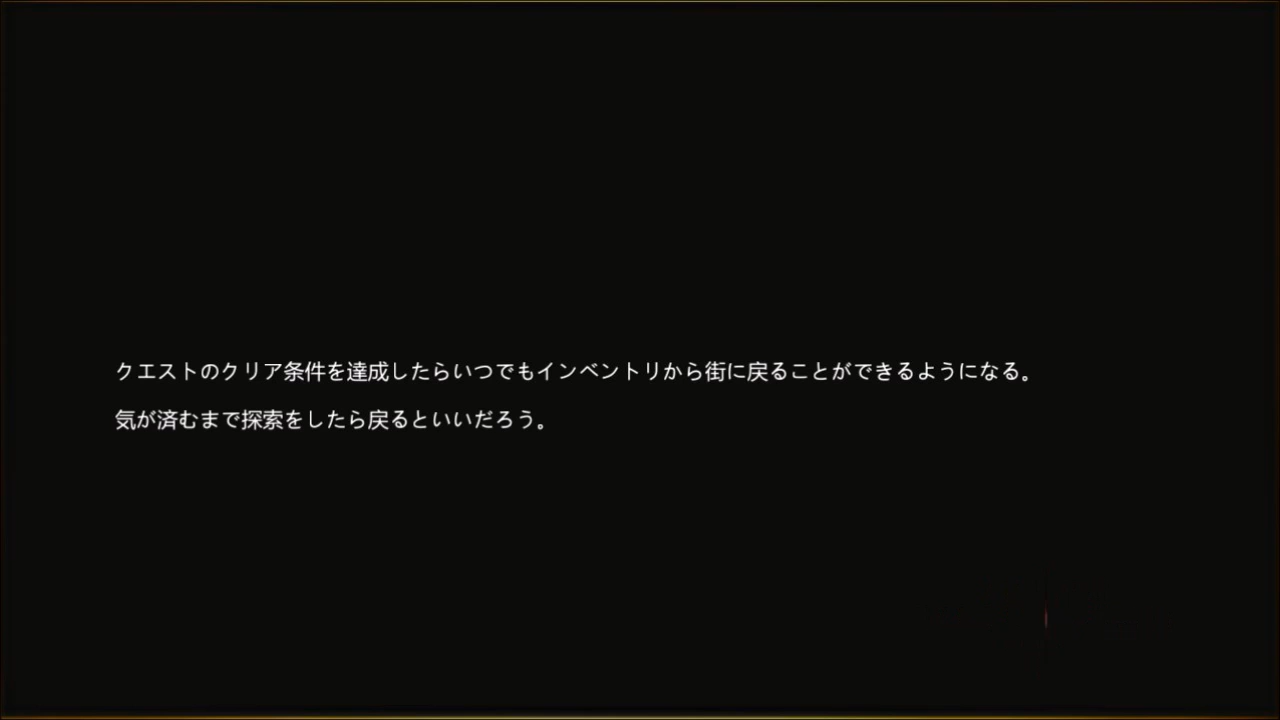 クエストのクリア条件を達成したらいつでもインベントリから街に戻ることができるようになる。
気が済むまで探索をしたら戻るといいだろう。